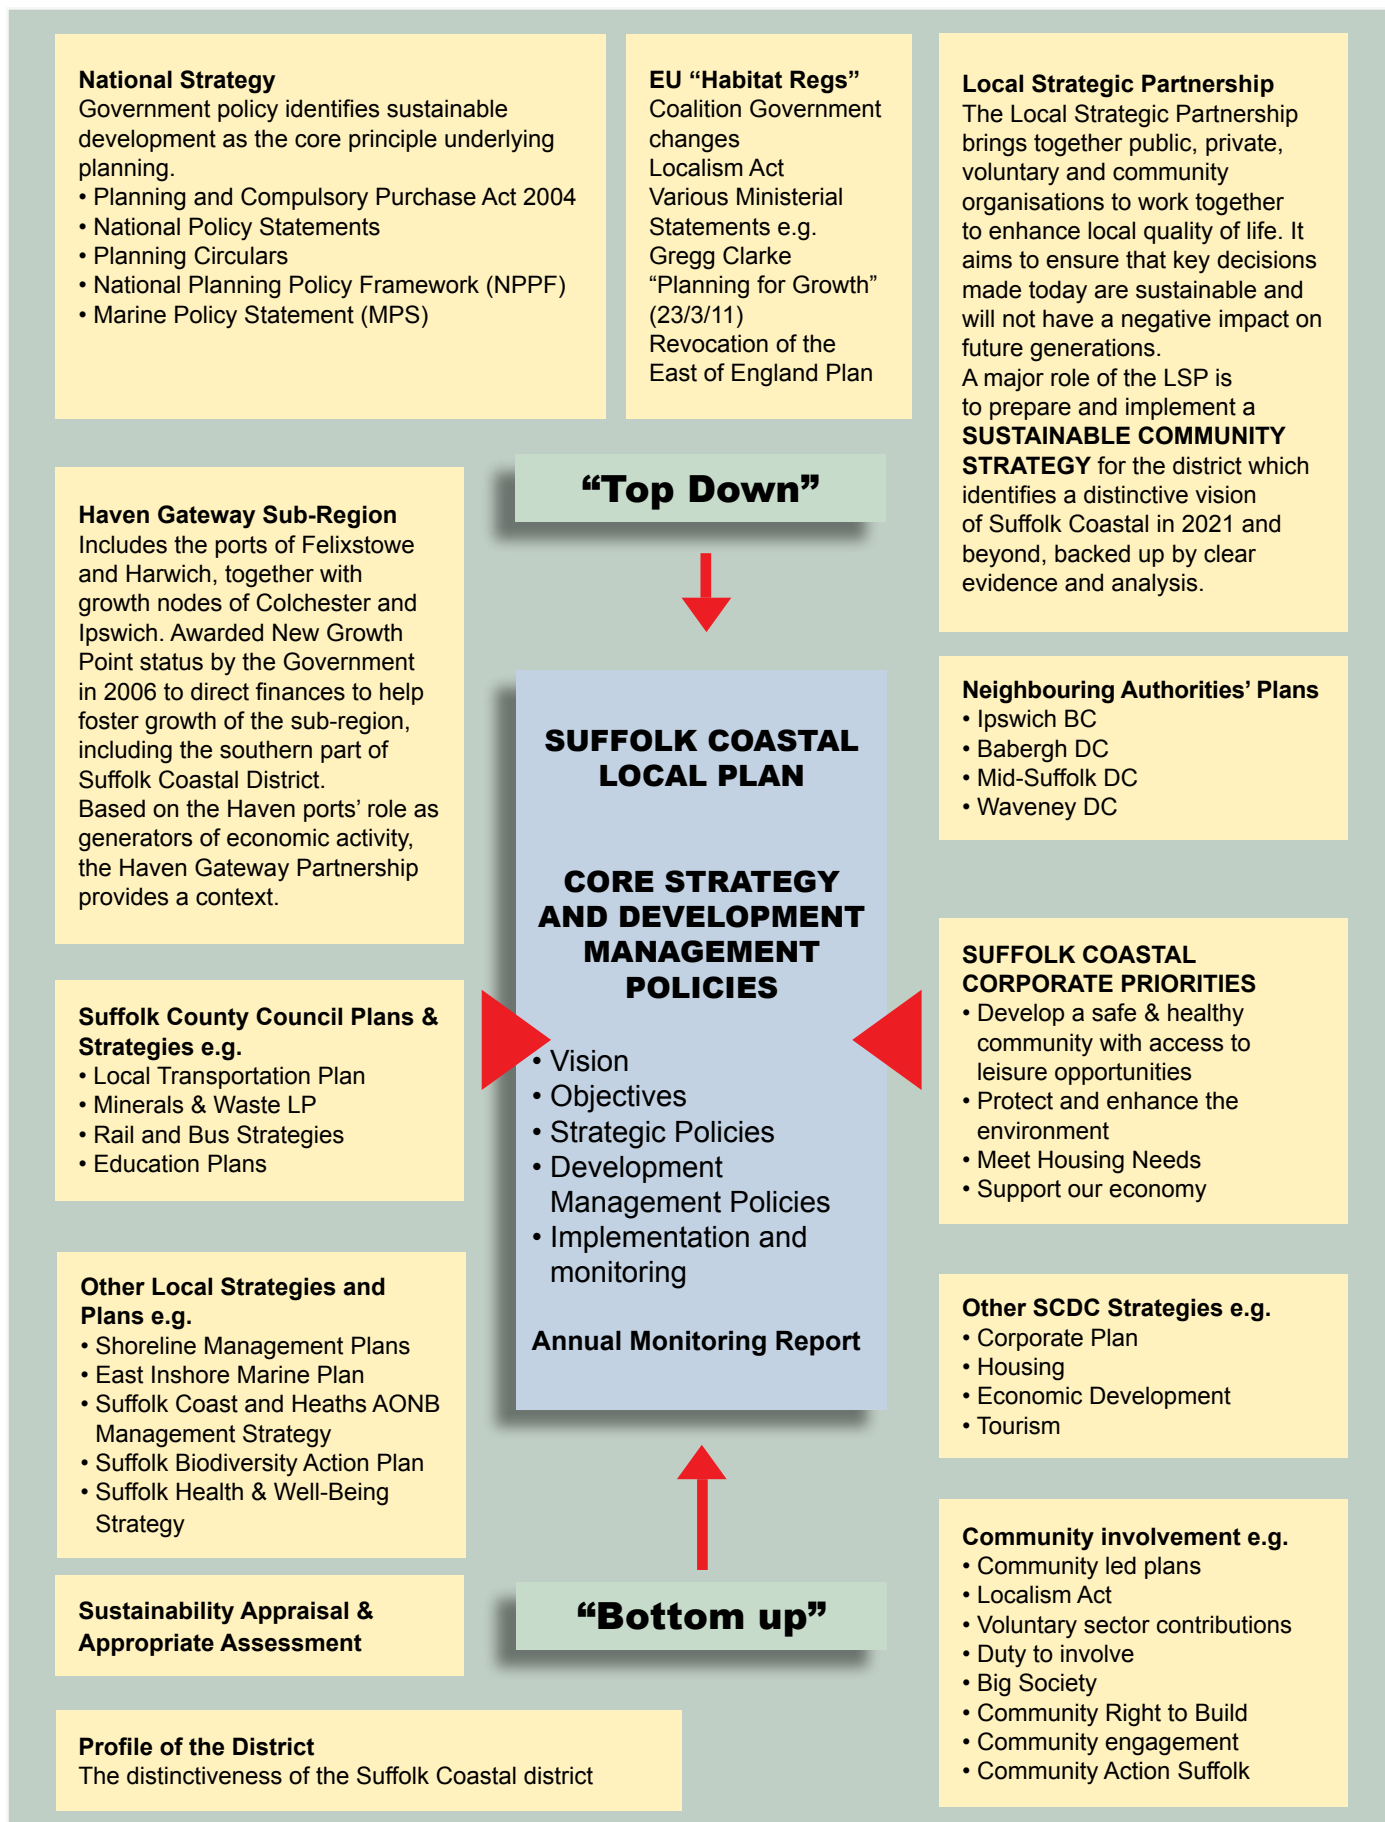 National Strategy
Government policy identifies sustainable
development as the core principle underlying
planning.
• Planning and Compulsory Purchase Act 2004
• National Policy Statements
• Planning Circulars
• National Planning Policy Framework (NPPF)
• Marine Policy Statement (MPS)
EU “Habitat Regs”
Coalition Government
changes
Localism Act
Various Ministerial
Statements e.g.
Gregg Clarke
“Planning for Growth”
(23/3/11)
Revocation of the
East of England Plan
Local Strategic Partnership
The Local Strategic Partnership
brings together public, private,
voluntary and community
organisations to work together
to enhance local quality of life. It
aims to ensure that key decisions
made today are sustainable and
will not have a negative impact on
future generations.
A major role of the LSP is
to prepare and implement a
SUSTAINABLE COMMUNITY
STRATEGY for the district which
identifies a distinctive vision
of Suffolk Coastal in 2021 and
beyond, backed up by clear
evidence and analysis.
“Top Down”
Haven Gateway Sub-Region
Includes the ports of Felixstowe
and Harwich, together with
growth nodes of Colchester and
Ipswich. Awarded New Growth
Point status by the Government
in 2006 to direct finances to help
foster growth of the sub-region,
including the southern part of
Suffolk Coastal District.
Based on the Haven ports’ role as
generators of economic activity,
the Haven Gateway Partnership
provides a context.
SUFFOLK COASTAL
LOCAL PLAN
CORE STRATEGY
AND DEVELOPMENT
MANAGEMENT
POLICIES
• Vision
• Objectives
• Strategic Policies
• Development
Management Policies
• Implementation and
monitoring
Annual Monitoring Report
Neighbouring Authorities’ Plans
• Ipswich BC
• Babergh DC
• Mid-Suffolk DC
• Waveney DC
SUFFOLK COASTAL
CORPORATE PRIORITIES
• Develop a safe & healthy
community with access to
leisure opportunities
• Protect and enhance the
environment
• Meet Housing Needs
• Support our economy
Suffolk County Council Plans &
Strategies e.g.
• Local Transportation Plan
• Minerals & Waste LP
• Rail and Bus Strategies
• Education Plans
Other Local Strategies and
Plans e.g.
• Shoreline Management Plans
• East Inshore Marine Plan
• Suffolk Coast and Heaths AONB
Management Strategy
• Suffolk Biodiversity Action Plan
• Suffolk Health & Well-Being
Strategy
Other SCDC Strategies e.g.
• Corporate Plan
• Housing
• Economic Development
• Tourism
“Bottom up”
Sustainability Appraisal &
Appropriate Assessment
Community involvement e.g.
• Community led plans
• Localism Act
• Voluntary sector contributions
• Duty to involve
• Big Society
• Community Right to Build
• Community engagement
• Community Action Suffolk
Profile of the District
The distinctiveness of the Suffolk Coastal district